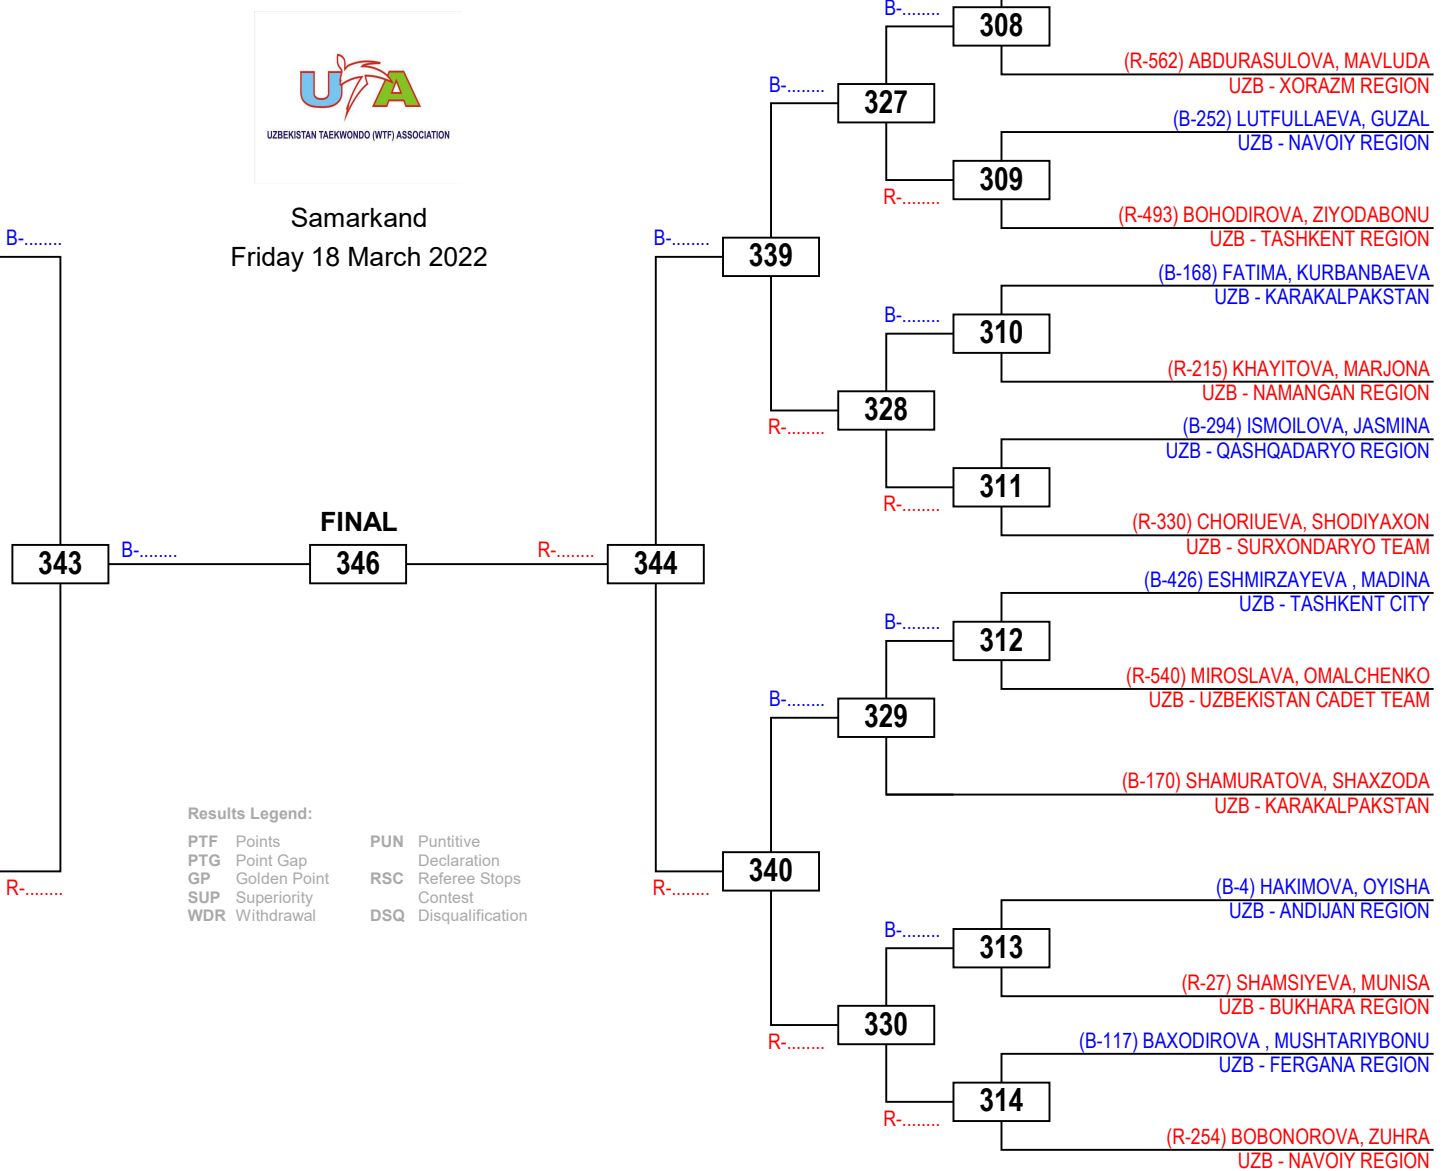 UTA
UZBEKISTAN TAEKWONDO (WTF) ASSOCIATION
Samarkand
Friday 18 March 2022
B-........
308
(R-562) ABDURASULOVA, MAVLUDA
UZB - XORAZM REGION
B-........
327
(B-252) LUTFULLAEVA, GUZAL
UZB - NAVOIY REGION
309
R-........
(R-493) BOHODIROVA, ZIYODABONU
UZB - TASHKENT REGION
B-........
B-........
339
(B-168) FATIMA, KURBANBAEVA
UZB - KARAKALPAKSTAN
B-........
310
(R-215) KHAYITOVA, MARJONA
UZB - NAMANGAN REGION
328
R-........
(B-294) ISMOILOVA, JASMINA
UZB - QASHQADARYO REGION
311
R-........
(R-330) CHORIUEVA, SHODIYAXON
UZB - SURXONDARYO TEAM
FINAL
343
B-........
346
R-........
344
(B-426) ESHMIRZAYEVA , MADINA
UZB - TASHKENT CITY
B-........
312
(R-540) MIROSLAVA, OMALCHENKO
UZB - UZBEKISTAN CADET TEAM
B-........
329
(B-170) SHAMURATOVA, SHAXZODA
UZB - KARAKALPAKSTAN
Results Legend:
PTF Points
PTG Point Gap
GP Golden Point
SUP Superiority
WDR Withdrawal
PUN Puntitive
Declaration
RSC Referee Stops
Contest
DSQ Disqualification
R-........
R-........
340
(B-4) HAKIMOVA, OYISHA
UZB - ANDIJAN REGION
B-........
313
(R-27) SHAMSIYEVA, MUNISA
UZB - BUKHARA REGION
330
R-........
(B-117) BAXODIROVA , MUSHTARIYBONU
UZB - FERGANA REGION
314
R-........
(R-254) BOBONOROVA, ZUHRA
UZB - NAVOIY REGION